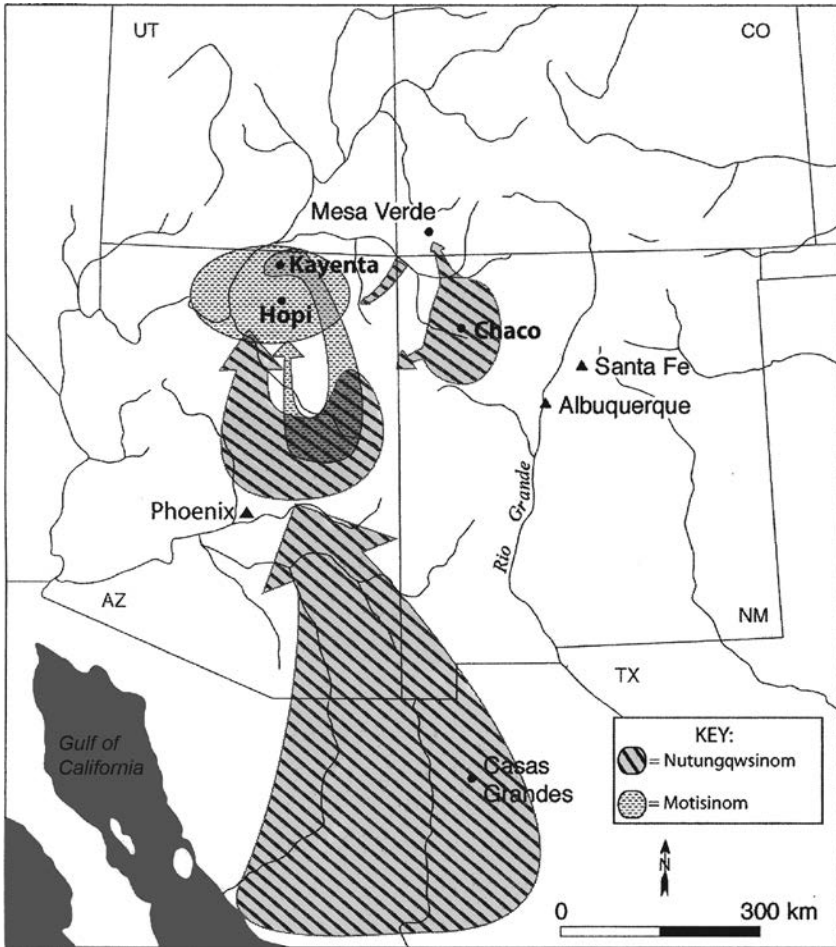 UT
CO
Mesa Verde
Kayenta
Hopi
Chaco
Santa Fe
Albuquerque
Rio Grande
Phoenix
AZ
NM
TX
Gulf of
California
Casas
Grandes
KEY:
= Nutungqwsinom
= Motisinom
N
0 300 km